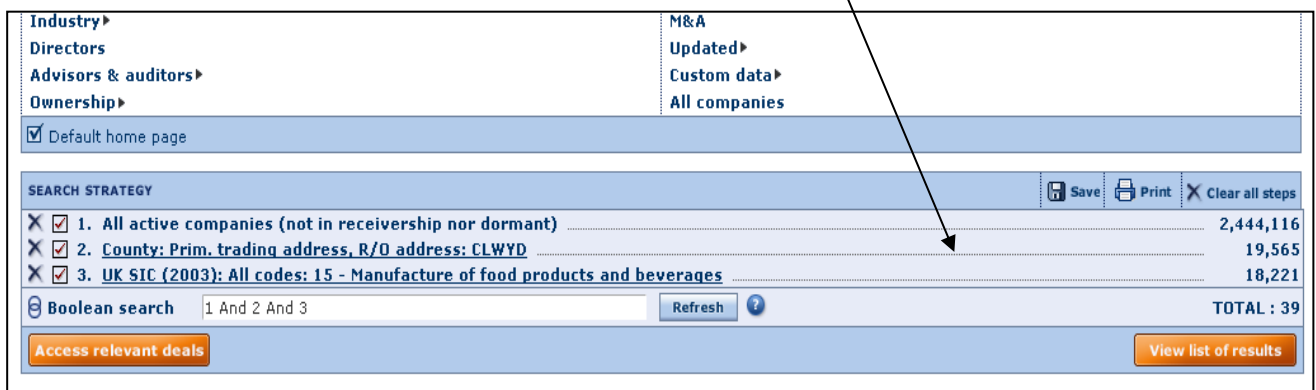 Industry
M&A
Directors
Updated
Advisors & auditors
Custom data
Ownership
All companies
Default home page
SEARCH STRATEGY
Save Print Clear all steps
1. All active companies (not in receivership nor dormant) 2,444,116
2. County: Prim. trading address, R/O address: CLWYD 19,565
3. UK SIC (2003): All codes: 15 - Manufacture of food products and beverages 18,221
Boolean search 1 And 2 And 3 Refresh ? TOTAL : 39
Access relevant deals View list of results